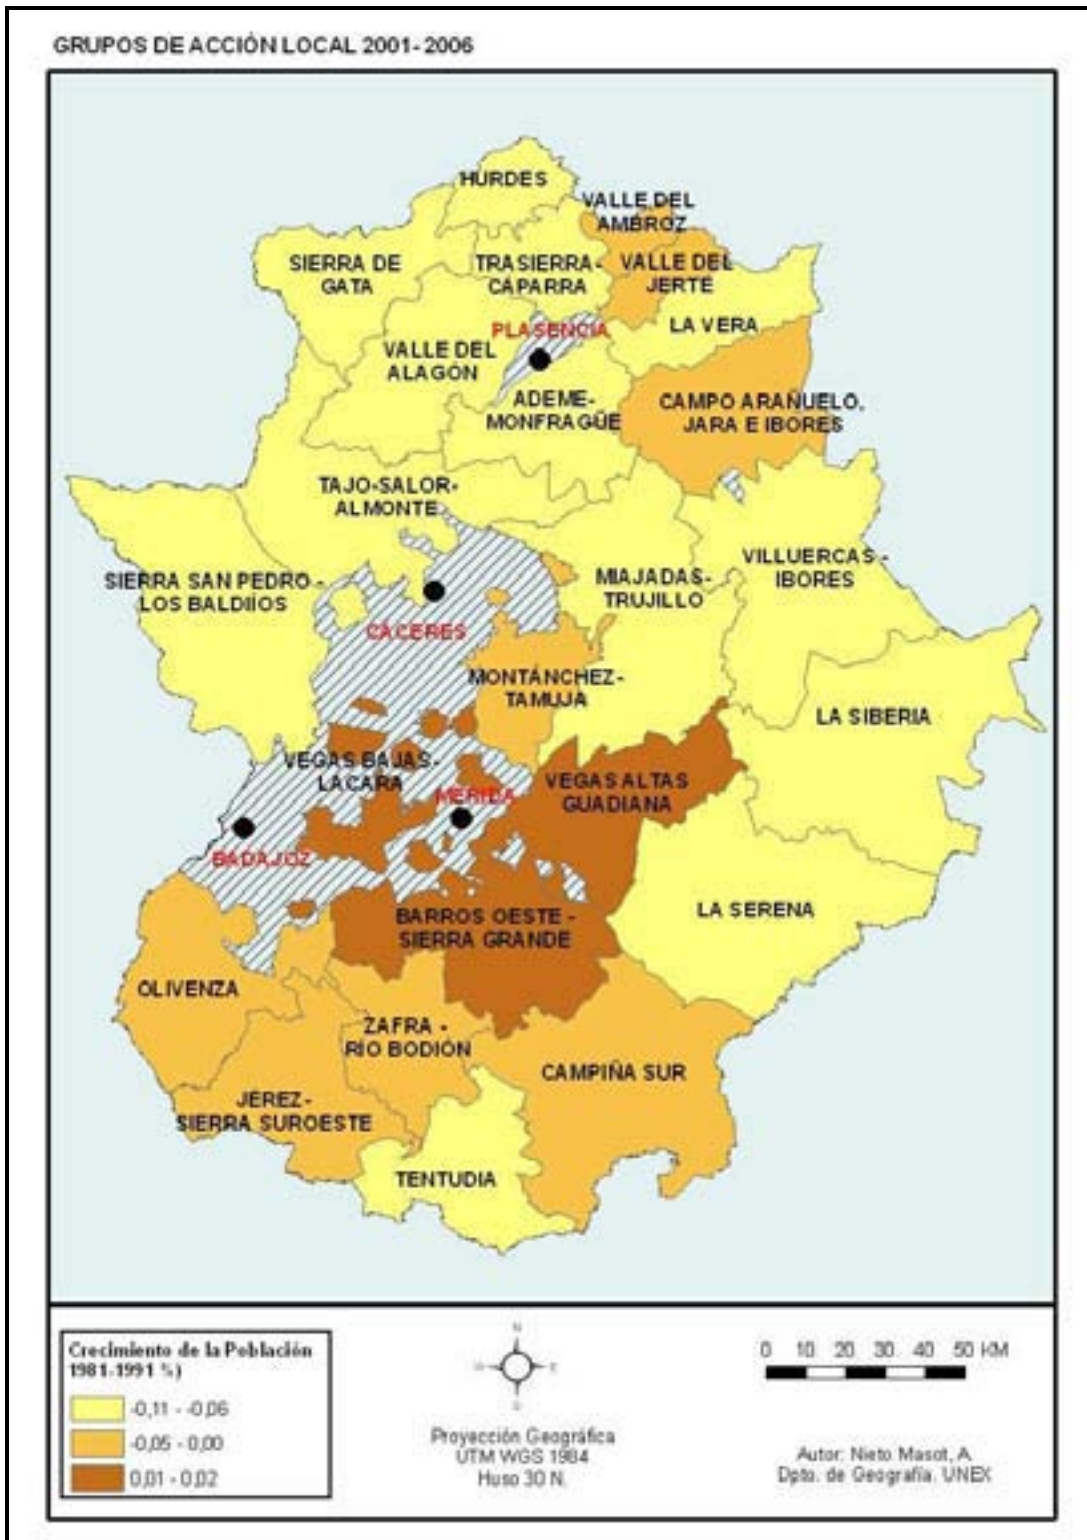 GRUPOS DE ACCIÓN LOCAL 2001-2006
HURDES
VALLE DEL
AMBROZ
SIERRA DE
GATA
TRASIERRA-
CÁPARRA
VALLE DEL
JERTE
LA VERA
PLASENCIA
VALLE DEL
ALAGÓN
ADEME-
MONFRAGÜE
CAMPO ARAÑUELO,
JARA E IBORES
TAJO-SALOR-
ALMONTE
SIERRA SAN PEDRO -
LOS BALDIÍOS
MIAJADAS-
TRUJILLO
VILLUERCAS -
IBORES
CÁCERES
MONTÁNCHEZ-
TAMUJA
LA SIBERIA
VEGAS BAJAS-
LÁCARA
MÉRIDA
VEGAS ALTAS
GUADIANA
BADAJOZ
BARROS OESTE -
SIERRA GRANDE
LA SERENA
OLIVENZA
ZAFRA -
RÍO BODIÓN
CAMPIÑA SUR
JÉREZ-
SIERRA SUROESTE
TENTUDIA
Crecimiento de la Población
1981-1991 %)
-0,11 - -0,06
-0,05 - 0,00
0,01 - 0,02
N
E
S
Proyección Geográfica
UTM WGS 1984
Huso 30 N.
0 10 20 30 40 50 KM
Autor: Nieto Masot, A.
Dpto. de Geografía. UNEX